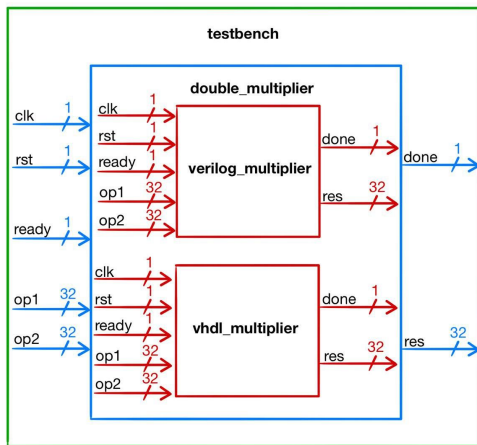 testbench
double_multiplier
clk 1
rst 1
ready 1
op1 32
op2 32
clk 1
rst 1
ready 1
op1 32
op2 32
verilog_multiplier
done 1
res 32
done 1
clk 1
rst 1
ready 1
op1 32
op2 32
vhdl_multiplier
done 1
res 32
res 32